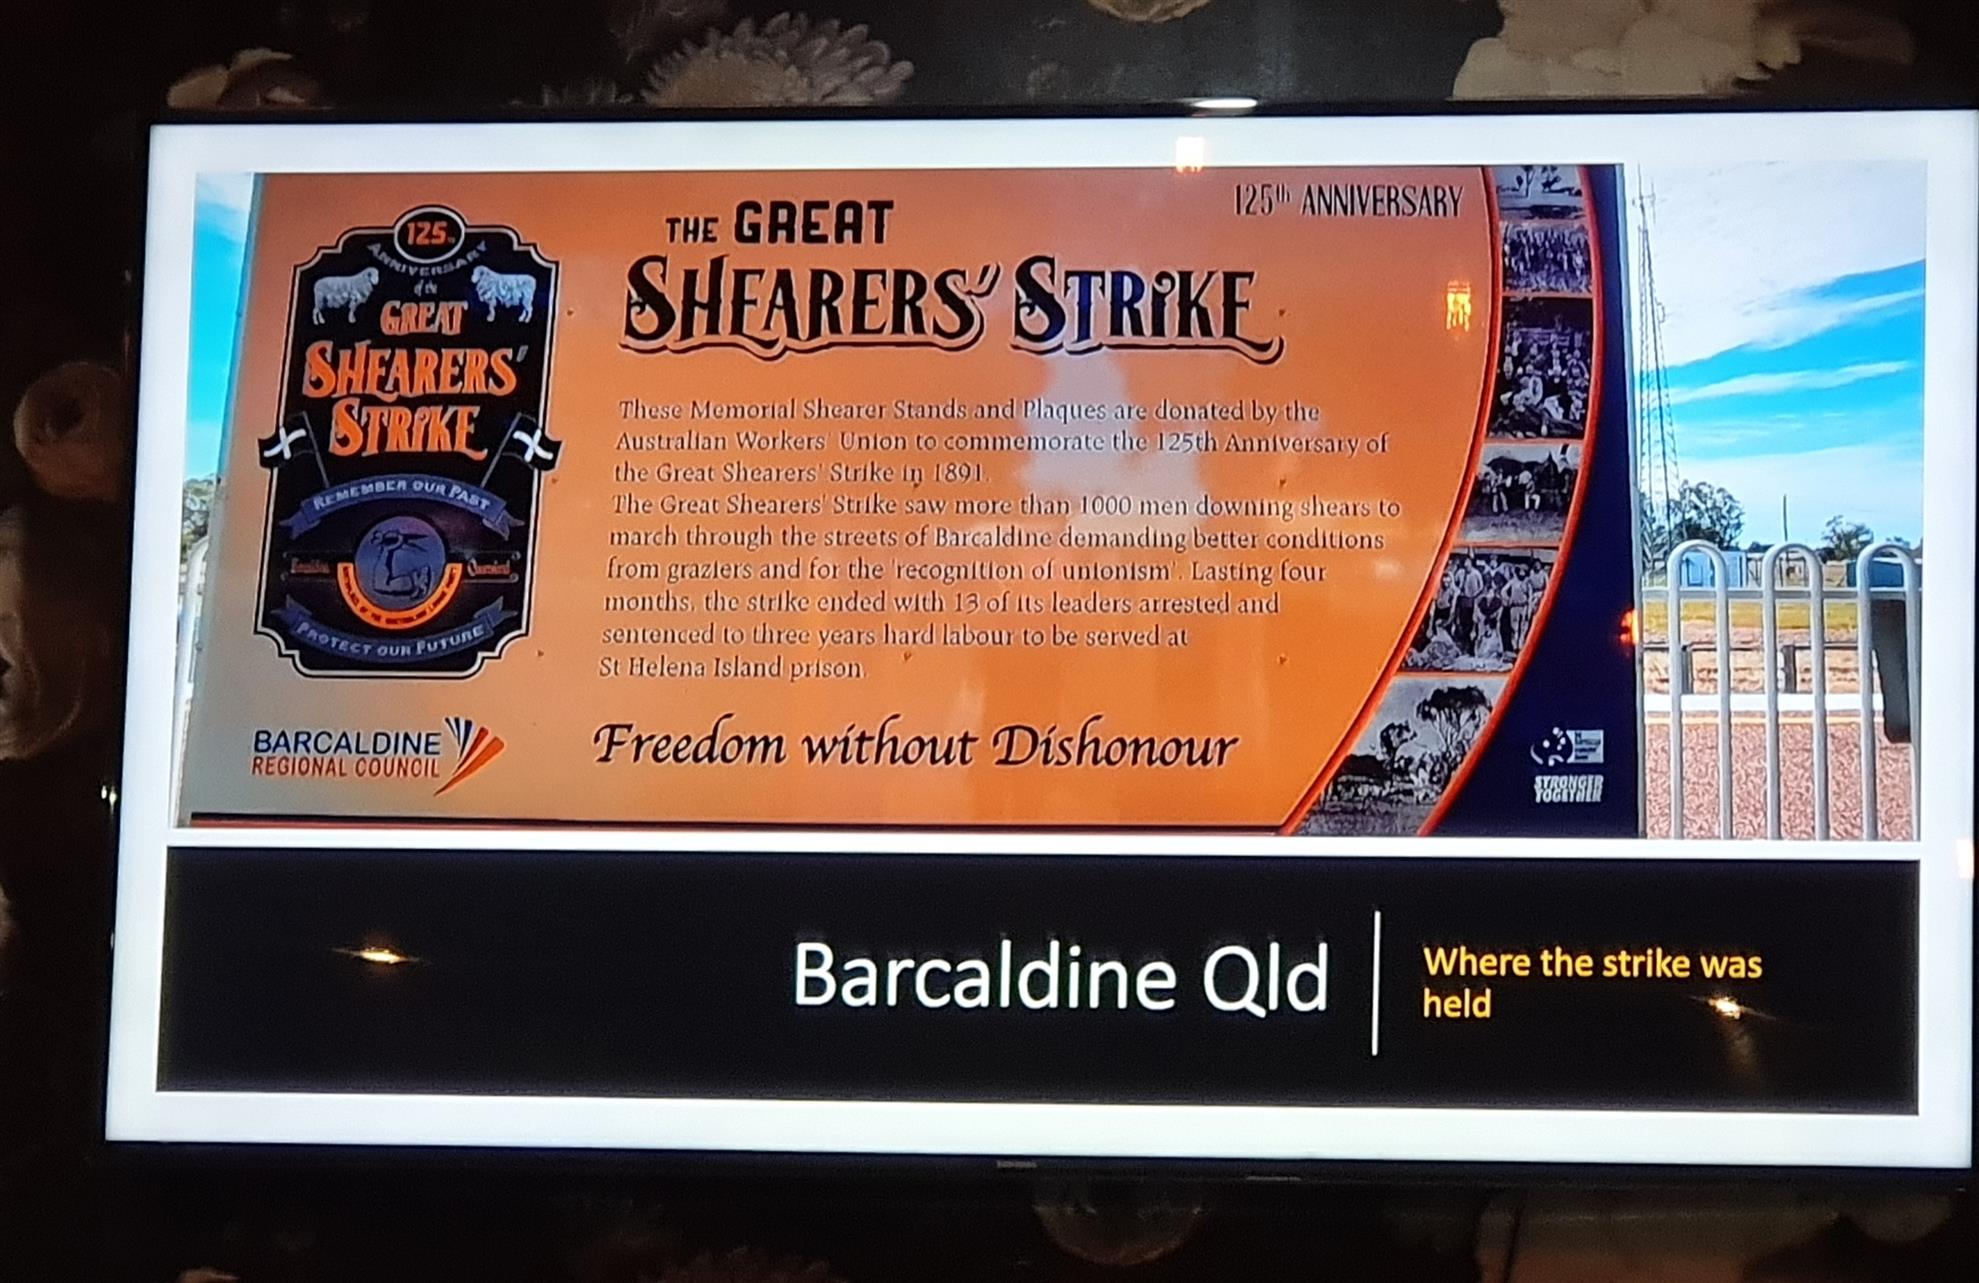 125th ANNIVERSARY
THE GREAT
SHEARERS' STRIKE
125th
ANNIVERSARY
of the
GREAT
SHEARERS'
STRIKE
REMEMBER OUR PAST
Barcaldine Queensland
PROTECT OUR FUTURE
These Memorial Shearer Stands and Plaques are donated by the
Australian Workers' Union to commemorate the 125th Anniversary of
the Great Shearers' Strike in 1891.
The Great Shearers' Strike saw more than 1000 men downing shears to
march through the streets of Barcaldine demanding better conditions
from graziers and for the 'recognition of unionism'. Lasting four
months, the strike ended with 13 of its leaders arrested and
sentenced to three years hard labour to be served at
St Helena Island prison.
BARCALDINE
REGIONAL COUNCIL
Freedom without Dishonour
STRONGER
TOGETHER
Barcaldine Qld
Where the strike was
held